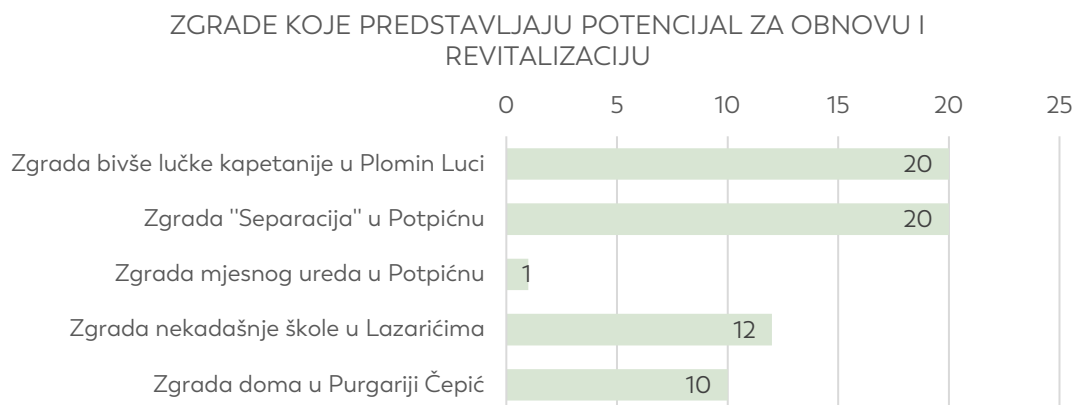 ZGRADE KOJE PREDSTAVLJAJU POTENCIJAL ZA OBNOVU I
REVITALIZACIJU
0 5 10 15 20 25
Zgrada bivše lučke kapetanije u Plomin Luci 20
Zgrada "Separacija" u Potpićnu 20
Zgrada mjesnog ureda u Potpićnu 1
Zgrada nekadašnje škole u Lazarićima 12
Zgrada doma u Purgariji Čepić 10